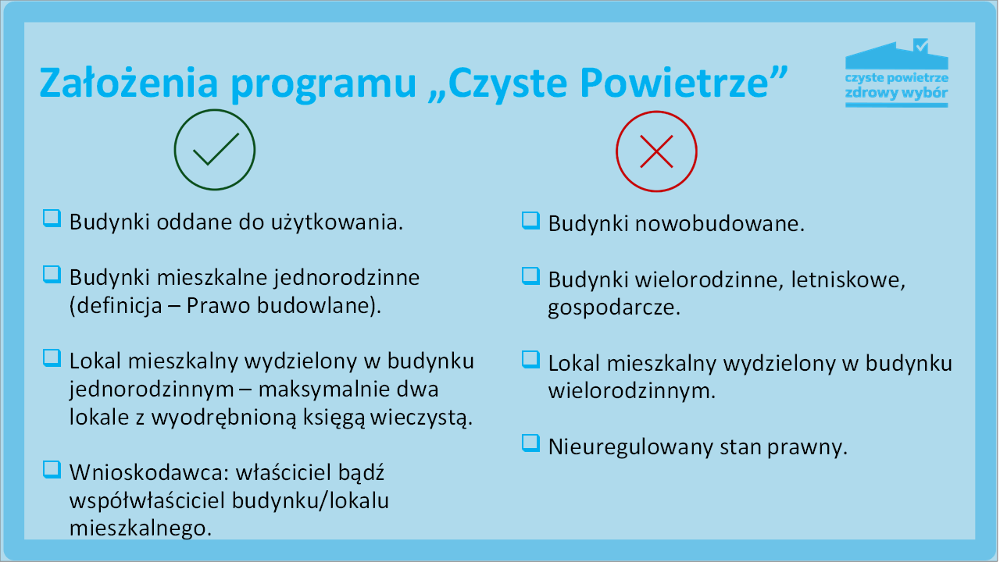 Założenia programu „Czyste Powietrze”
czyste powietrze
zdrowy wybór
Budynki oddane do użytkowania.
Budynki mieszkalne jednorodzinne
(definicja – Prawo budowlane).
Lokal mieszkalny wydzielony w budynku
jednorodzinnym – maksymalnie dwa
lokale z wyodrębnioną księgą wieczystą.
Wnioskodawca: właściciel bądź
współwłaściciel budynku/lokalu
mieszkalnego.
Budynki nowobudowane.
Budynki wielorodzinne, letniskowe,
gospodarcze.
Lokal mieszkalny wydzielony w budynku
wielorodzinnym.
Nieuregulowany stan prawny.